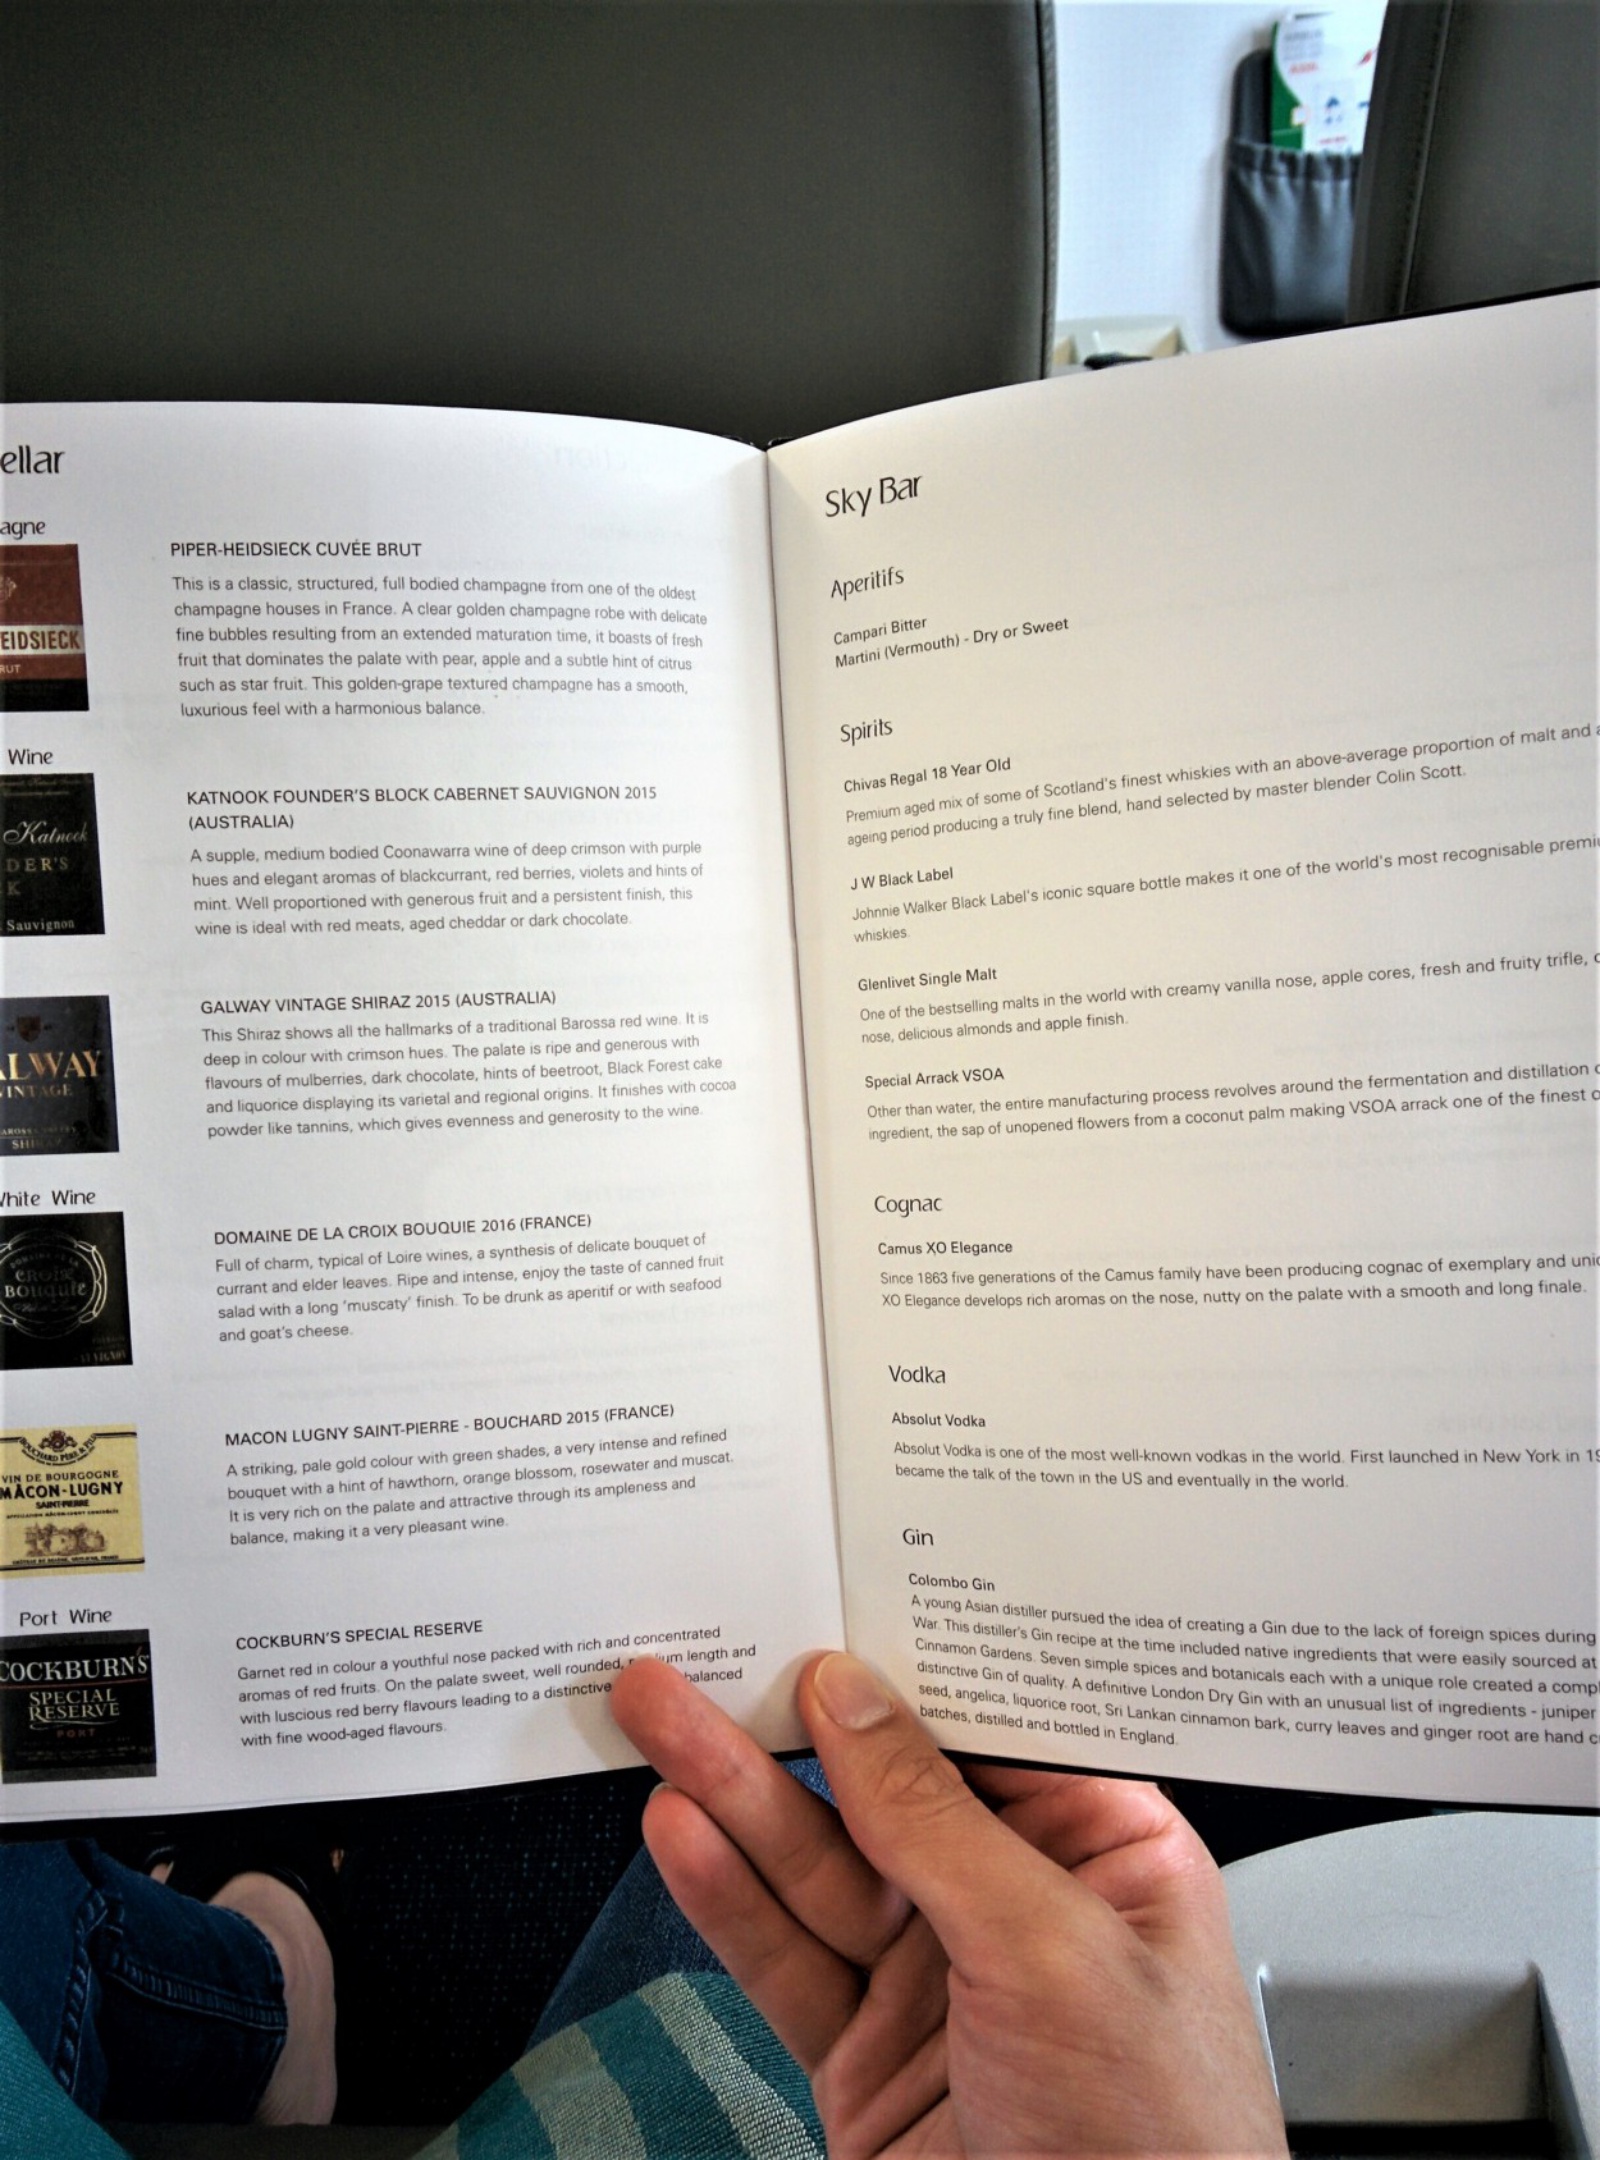 ellar
agne
EIDSIECK
RUT
PIPER-HEIDSIECK CUVÉE BRUT
This is a classic, structured, full bodied champagne from one of the oldest
champagne houses in France. A clear golden champagne robe with delicate
fine bubbles resulting from an extended maturation time, it boasts of fresh
fruit that dominates the palate with pear, apple and a subtle hint of citrus
such as star fruit. This golden-grape textured champagne has a smooth,
luxurious feel with a harmonious balance.
Wine
Katnook
DER'S
K
Sauvignon
KATNOOK FOUNDER'S BLOCK CABERNET SAUVIGNON 2015
(AUSTRALIA)
A supple, medium bodied Coonawarra wine of deep crimson with purple
hues and elegant aromas of blackcurrant, red berries, violets and hints of
mint. Well proportioned with generous fruit and a persistent finish, this
wine is ideal with red meats, aged cheddar or dark chocolate.
ALWAY
VINTAGE
SHIRAZ
GALWAY VINTAGE SHIRAZ 2015 (AUSTRALIA)
This Shiraz shows all the hallmarks of a traditional Barossa red wine. It is
deep in colour with crimson hues. The palate is ripe and generous with
flavours of mulberries, dark chocolate, hints of beetroot, Black Forest cake
and liquorice displaying its varietal and regional origins. It finishes with cocoa
powder like tannins, which gives evenness and generosity to the wine.
White Wine
CROIX
BOUQUIE
DOMAINE DE LA CROIX BOUQUIE 2016 (FRANCE)
Full of charm, typical of Loire wines, a synthesis of delicate bouquet of
currant and elder leaves. Ripe and intense, enjoy the taste of canned fruit
salad with a long 'muscaty' finish. To be drunk as aperitif or with seafood
and goat's cheese.
BOUCHARD PÈRE & FILS
VIN DE BOURGOGNE
MÂCON-LUGNY
SAINT-PIERRE
MACON LUGNY SAINT-PIERRE - BOUCHARD 2015 (FRANCE)
A striking, pale gold colour with green shades, a very intense and refined
bouquet with a hint of hawthorn, orange blossom, rosewater and muscat.
It is very rich on the palate and attractive through its ampleness and
balance, making it a very pleasant wine.
Port Wine
COCKBURN'S
SPECIAL
RESERVE
PORT
COCKBURN'S SPECIAL RESERVE
Garnet red in colour a youthful nose packed with rich and concentrated
aromas of red fruits. On the palate sweet, well rounded, length and
with luscious red berry flavours leading to a distinctive balanced
with fine wood-aged flavours.
Sky Bar
Aperitifs
Campari Bitter
Martini (Vermouth) - Dry or Sweet
Spirits
Chivas Regal 18 Year Old
Premium aged mix of some of Scotland's finest whiskies with an above-average proportion of malt and a
ageing period producing a truly fine blend, hand selected by master blender Colin Scott.
J W Black Label
Johnnie Walker Black Label's iconic square bottle makes it one of the world's most recognisable premi
whiskies.
Glenlivet Single Malt
One of the bestselling malts in the world with creamy vanilla nose, apple cores, fresh and fruity trifle,
nose, delicious almonds and apple finish.
Special Arrack VSOA
Other than water, the entire manufacturing process revolves around the fermentation and distillation
ingredient, the sap of unopened flowers from a coconut palm making VSOA arrack one of the finest
Cognac
Camus XO Elegance
Since 1863 five generations of the Camus family have been producing cognac of exemplary and uni
XO Elegance develops rich aromas on the nose, nutty on the palate with a smooth and long finale.
Vodka
Absolut Vodka
Absolut Vodka is one of the most well-known vodkas in the world. First launched in New York in 19
became the talk of the town in the US and eventually in the world.
Gin
Colombo Gin
A young Asian distiller pursued the idea of creating a Gin due to the lack of foreign spices during
War. This distiller's Gin recipe at the time included native ingredients that were easily sourced at
Cinnamon Gardens. Seven simple spices and botanicals each with a unique role created a comp
distinctive Gin of quality. A definitive London Dry Gin with an unusual list of ingredients - juniper
seed, angelica, liquorice root, Sri Lankan cinnamon bark, curry leaves and ginger root are hand c
batches, distilled and bottled in England.